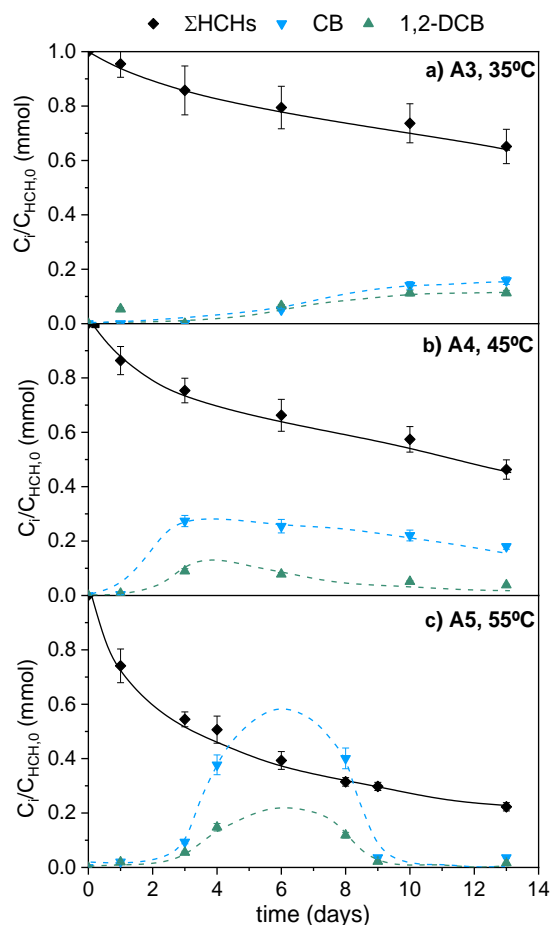 ΣHCHs CB 1,2-DCB
a) A3, 35ºC
1.0
0.8
0.6
0.4
0.2
0.0
Ci/CHCH,0 (mmol)
b) A4, 45ºC
0.8
0.6
0.4
0.2
0.0
Ci/CHCH,0 (mmol)
c) A5, 55ºC
0.8
0.6
0.4
0.2
0.0
Ci/CHCH,0 (mmol)
0 2 4 6 8 10 12 14
time (days)